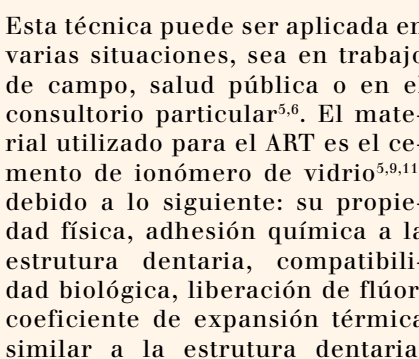 Esta técnica puede ser aplicada en
varias situaciones, sea en trabajo
de campo, salud pública o en el
consultorio particular5,6. El mate-
rial utilizado para el ART es el ce-
mento de ionómero de vidrio5,9,11
debido a lo siguiente: su propie-
dad física, adhesión química a la
estrutura dentaria, compatibili-
dad biológica, liberación de flúor,
coeficiente de expansión térmica
similar a la estrutura dentaria,